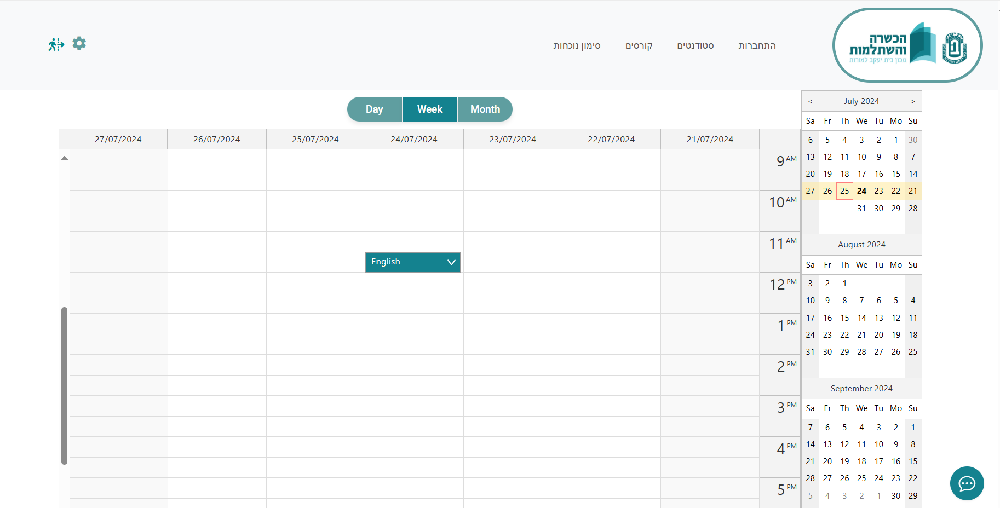 התחברות
סטודנטים
קורסים
סימון נוכחות
הכשרה
והשתלמות
מכון בית יעקב למורות
Day Week Month
27/07/2024 26/07/2024 25/07/2024 24/07/2024 23/07/2024 22/07/2024 21/07/2024
9 AM
10 AM
11 AM
English
12 PM
1 PM
2 PM
3 PM
4 PM
5 PM
< July 2024 >
Sa Fr Th We Tu Mo Su
6 5 4 3 2 1 30
13 12 11 10 9 8 7
20 19 18 17 16 15 14
27 26 25 24 23 22 21
31 30 29 28
August 2024
Sa Fr Th We Tu Mo Su
3 2 1
10 9 8 7 6 5 4
17 16 15 14 13 12 11
24 23 22 21 20 19 18
31 30 29 28 27 26 25
September 2024
Sa Fr Th We Tu Mo Su
7 6 5 4 3 2 1
14 13 12 11 10 9 8
21 20 19 18 17 16 15
28 27 26 25 24 23 22
5 4 3 2 1 30 29